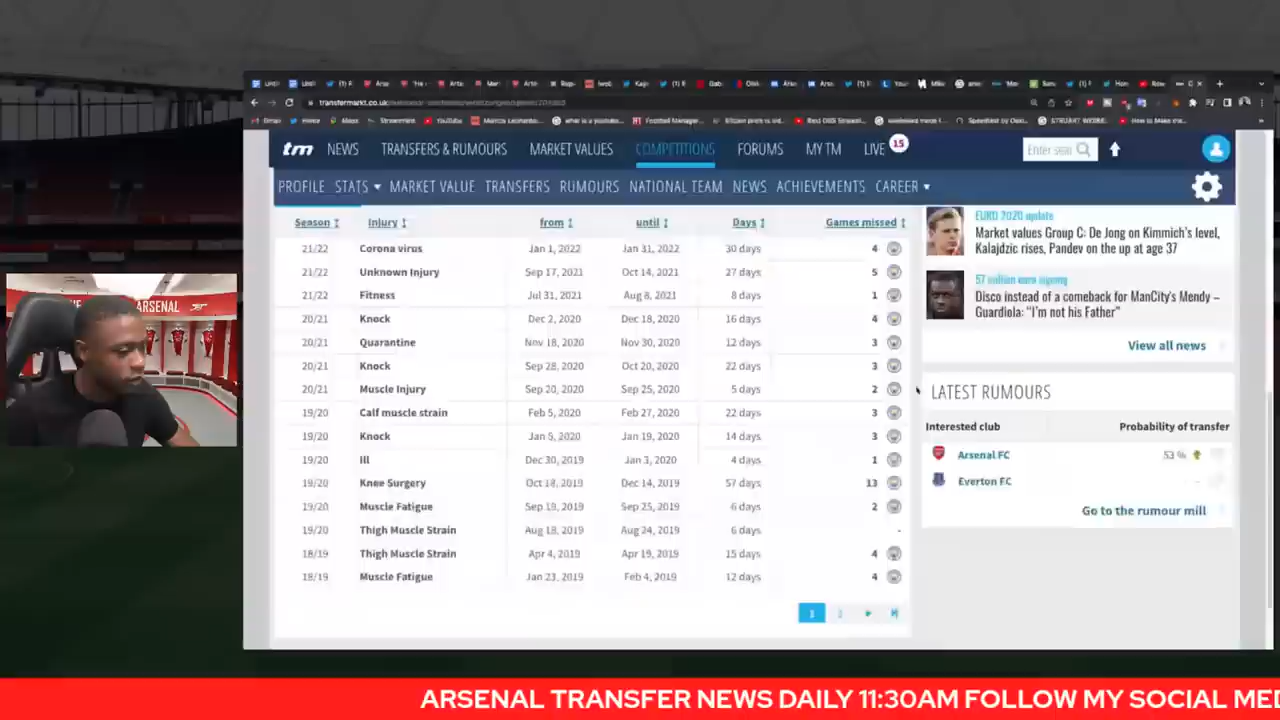 transfermarkt.co.uk
YouTube
tm NEWS TRANSFERS & RUMOURS MARKET VALUES COMPETITIONS FORUMS MY TM LIVE 15 Enter sear
PROFILE STATS MARKET VALUE TRANSFERS RUMOURS NATIONAL TEAM NEWS ACHIEVEMENTS CAREER
Season Injury from until Days Games missed
21/22 Corona virus Jan 1, 2022 Jan 31, 2022 30 days 4
21/22 Unknown Injury Sep 17, 2021 Oct 14, 2021 27 days 5
21/22 Fitness Jul 31, 2021 Aug 8, 2021 8 days 1
20/21 Knock Dec 2, 2020 Dec 18, 2020 16 days 4
20/21 Quarantine Nov 18, 2020 Nov 30, 2020 12 days 3
20/21 Knock Sep 28, 2020 Oct 20, 2020 22 days 3
20/21 Muscle Injury Sep 20, 2020 Sep 25, 2020 5 days 2
19/20 Calf muscle strain Feb 5, 2020 Feb 27, 2020 22 days 3
19/20 Knock Jan 5, 2020 Jan 19, 2020 14 days 3
19/20 Ill Dec 30, 2019 Jan 3, 2020 4 days 1
19/20 Knee Surgery Oct 18, 2019 Dec 14, 2019 57 days 13
19/20 Muscle Fatigue Sep 19, 2019 Sep 25, 2019 6 days 2
19/20 Thigh Muscle Strain Aug 18, 2019 Aug 24, 2019 6 days -
18/19 Thigh Muscle Strain Apr 4, 2019 Apr 19, 2019 15 days 4
18/19 Muscle Fatigue Jan 23, 2019 Feb 4, 2019 12 days 4
1 2
EURO 2020 update
Market values Group C: De Jong on Kimmich's level,
Kalajdzic rises, Pandev on the up at age 37
57 million euro signing
Disco instead of a comeback for ManCity's Mendy –
Guardiola: “I'm not his Father”
View all news
LATEST RUMOURS
Interested club Probability of transfer
Arsenal FC 53 %
Everton FC -
Go to the rumour mill
ARSENAL
ARSENAL TRANSFER NEWS DAILY 11:30AM FOLLOW MY SOCIAL MED